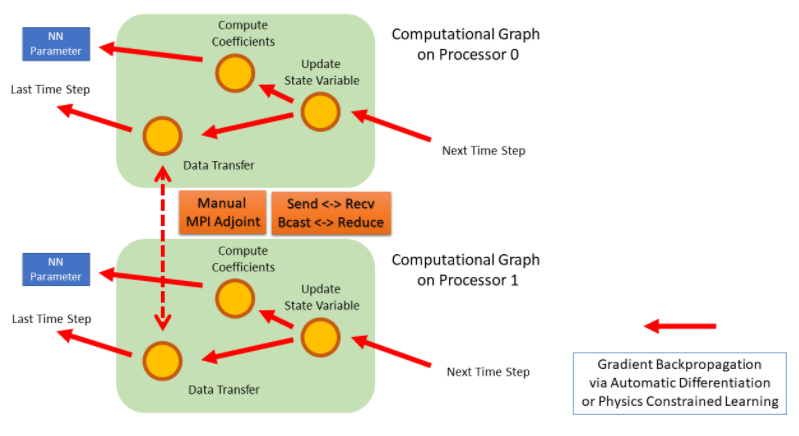 Compute
Coefficients
Computational Graph
on Processor 0
NN
Parameter
Update
State Variable
Last Time Step
Next Time Step
Data Transfer
Manual
MPI Adjoint
Send <-> Recv
Bcast <-> Reduce
Compute
Coefficients
Computational Graph
on Processor 1
NN
Parameter
Update
State Variable
Last Time Step
Next Time Step
Data Transfer
Gradient Backpropagation
via Automatic Differentiation
or Physics Constrained Learning